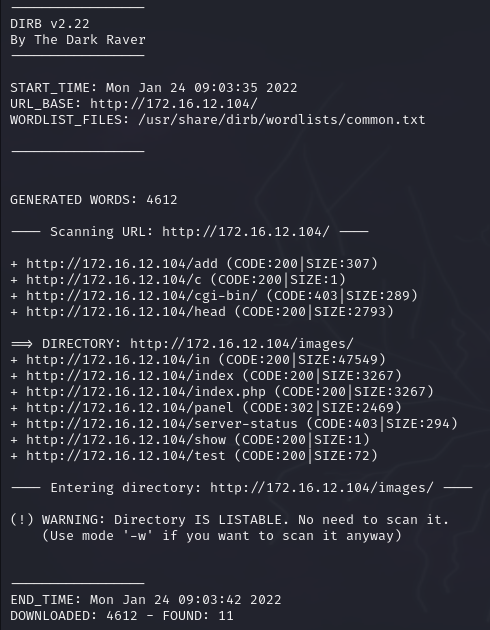 -----------------
DIRB v2.22
By The Dark Raver
-----------------
START_TIME: Mon Jan 24 09:03:35 2022
URL_BASE: http://172.16.12.104/
WORDLIST_FILES: /usr/share/dirb/wordlists/common.txt
-----------------
GENERATED WORDS: 4612
---- Scanning URL: http://172.16.12.104/ ----
+ http://172.16.12.104/add (CODE:200|SIZE:307)
+ http://172.16.12.104/c (CODE:200|SIZE:1)
+ http://172.16.12.104/cgi-bin/ (CODE:403|SIZE:289)
+ http://172.16.12.104/head (CODE:200|SIZE:2793)
==> DIRECTORY: http://172.16.12.104/images/
+ http://172.16.12.104/in (CODE:200|SIZE:47549)
+ http://172.16.12.104/index (CODE:200|SIZE:3267)
+ http://172.16.12.104/index.php (CODE:200|SIZE:3267)
+ http://172.16.12.104/panel (CODE:302|SIZE:2469)
+ http://172.16.12.104/server-status (CODE:403|SIZE:294)
+ http://172.16.12.104/show (CODE:200|SIZE:1)
+ http://172.16.12.104/test (CODE:200|SIZE:72)
---- Entering directory: http://172.16.12.104/images/ ----
(!) WARNING: Directory IS LISTABLE. No need to scan it.
(Use mode '-w' if you want to scan it anyway)
-----------------
END_TIME: Mon Jan 24 09:03:42 2022
DOWNLOADED: 4612 - FOUND: 11